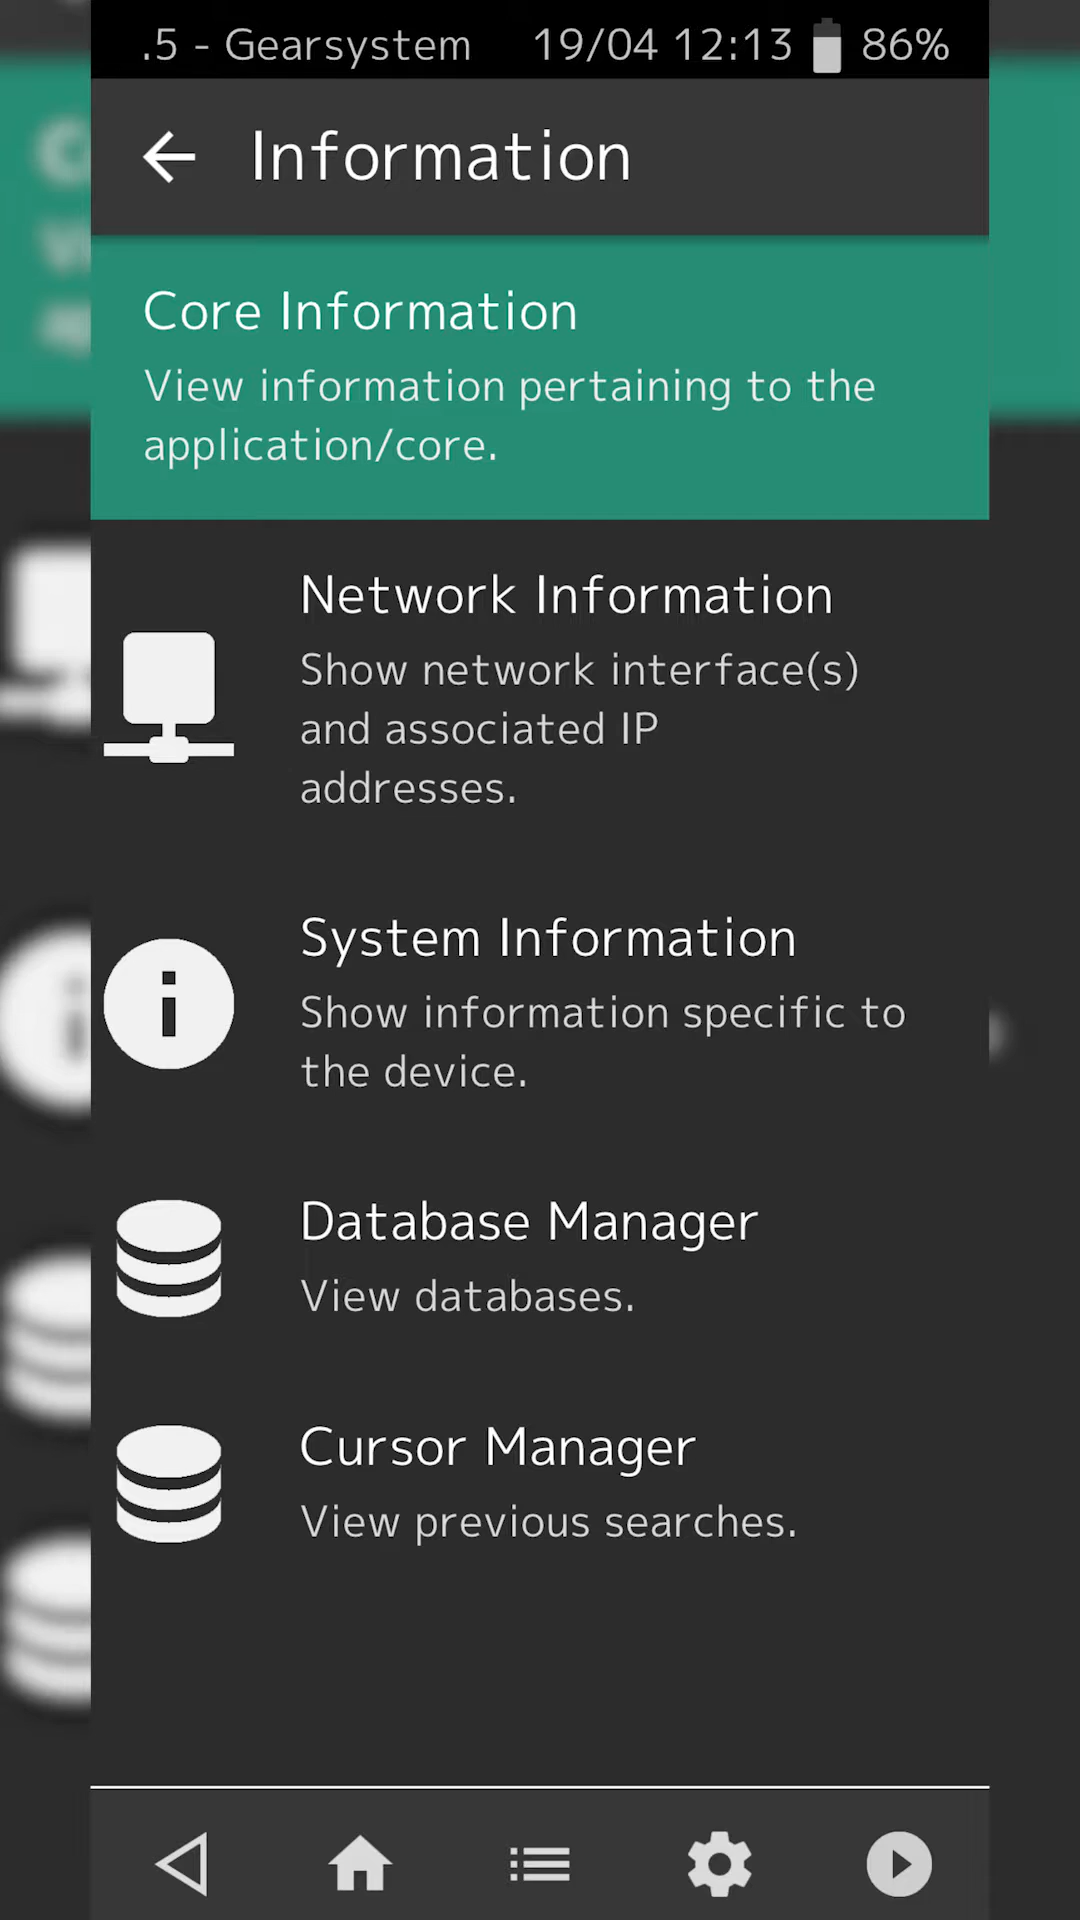 .5 - Gearsystem 19/04 12:13 86%
Information
Core Information
View information pertaining to the
application/core.
Network Information
Show network interface(s)
and associated IP
addresses.
System Information
Show information specific to
the device.
Database Manager
View databases.
Cursor Manager
View previous searches.